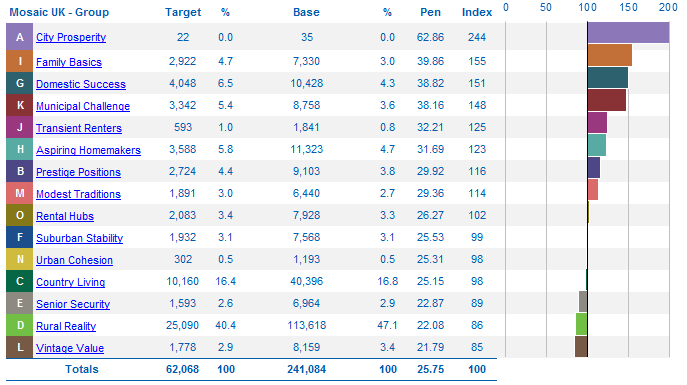 Mosaic UK - Group Target % Base % Pen Index 0 50 100 150 200
A City Prosperity 22 0.0 35 0.0 62.86 244
I Family Basics 2,922 4.7 7,330 3.0 39.86 155
G Domestic Success 4,048 6.5 10,428 4.3 38.82 151
K Municipal Challenge 3,342 5.4 8,758 3.6 38.16 148
J Transient Renters 593 1.0 1,841 0.8 32.21 125
H Aspiring Homemakers 3,588 5.8 11,323 4.7 31.69 123
B Prestige Positions 2,724 4.4 9,103 3.8 29.92 116
M Modest Traditions 1,891 3.0 6,440 2.7 29.36 114
O Rental Hubs 2,083 3.4 7,928 3.3 26.27 102
F Suburban Stability 1,932 3.1 7,568 3.1 25.53 99
N Urban Cohesion 302 0.5 1,193 0.5 25.31 98
C Country Living 10,160 16.4 40,396 16.8 25.15 98
E Senior Security 1,593 2.6 6,964 2.9 22.87 89
D Rural Reality 25,090 40.4 113,618 47.1 22.08 86
L Vintage Value 1,778 2.9 8,159 3.4 21.79 85
Totals 62,068 100 241,084 100 25.75 100